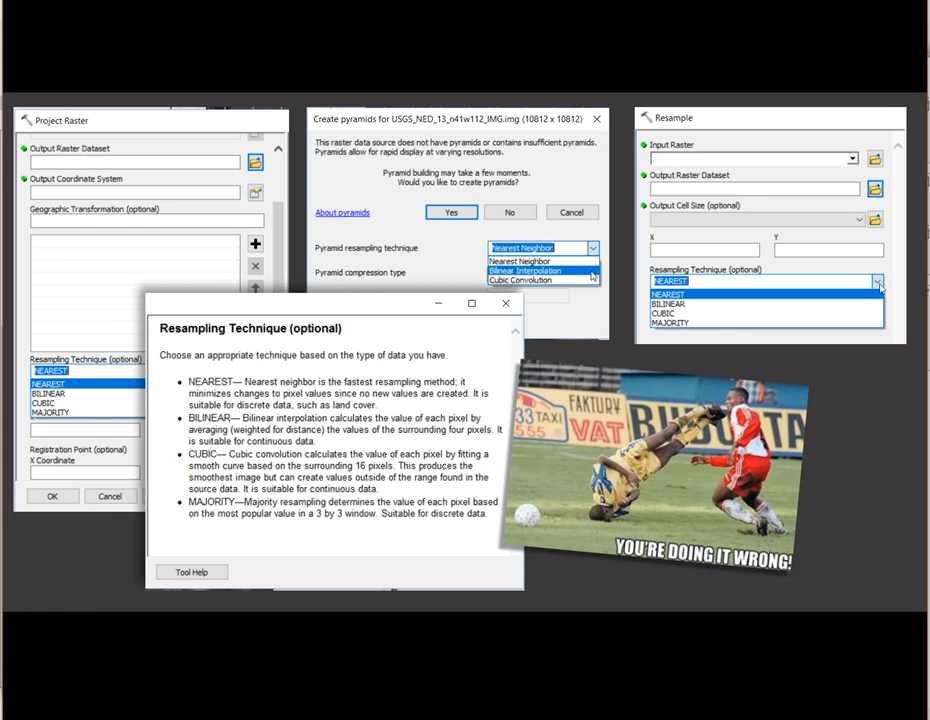 Project Raster
Output Raster Dataset
Output Coordinate System
Geographic Transformation (optional)
Resampling Technique (optional)
NEAREST
NEAREST
BILINEAR
CUBIC
MAJORITY
Registration Point (optional)
X Coordinate
OK
Cancel
Create pyramids for USGS_NED_13_n41w112_IMG.img (10812 x 10812)
This raster data source does not have pyramids or contains insufficient pyramids.
Pyramids allow for rapid display at varying resolutions.
Pyramid building may take a few moments.
Would you like to create pyramids?
About pyramids
Yes
No
Cancel
Pyramid resampling technique
Nearest Neighbor
Nearest Neighbor
Bilinear Interpolation
Cubic Convolution
Pyramid compression type
Resample
Input Raster
Output Raster Dataset
Output Cell Size (optional)
X
Y
Resampling Technique (optional)
NEAREST
NEAREST
BILINEAR
CUBIC
MAJORITY
Resampling Technique (optional)
Choose an appropriate technique based on the type of data you have.
• NEAREST— Nearest neighbor is the fastest resampling method; it
minimizes changes to pixel values since no new values are created. It is
suitable for discrete data, such as land cover.
• BILINEAR— Bilinear interpolation calculates the value of each pixel by
averaging (weighted for distance) the values of the surrounding four pixels. It
is suitable for continuous data.
• CUBIC— Cubic convolution calculates the value of each pixel by fitting a
smooth curve based on the surrounding 16 pixels. This produces the
smoothest image but can create values outside of the range found in the
source data. It is suitable for continuous data.
• MAJORITY—Majority resampling determines the value of each pixel based
on the most popular value in a 3 by 3 window. Suitable for discrete data.
Tool Help
33 TAXI
555
FAKTURY
VAT
YOU'RE DOING IT WRONG!